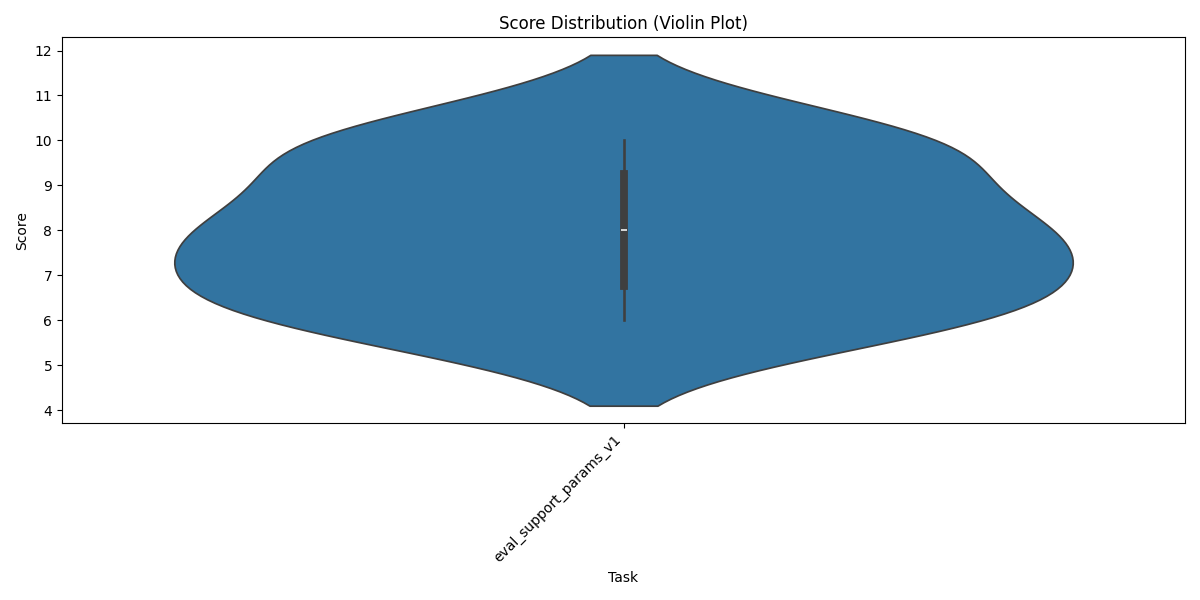 Score Distribution (Violin Plot)
12
11
10
9
8
7
6
5
4
Score
eval_support_params_v1
Task